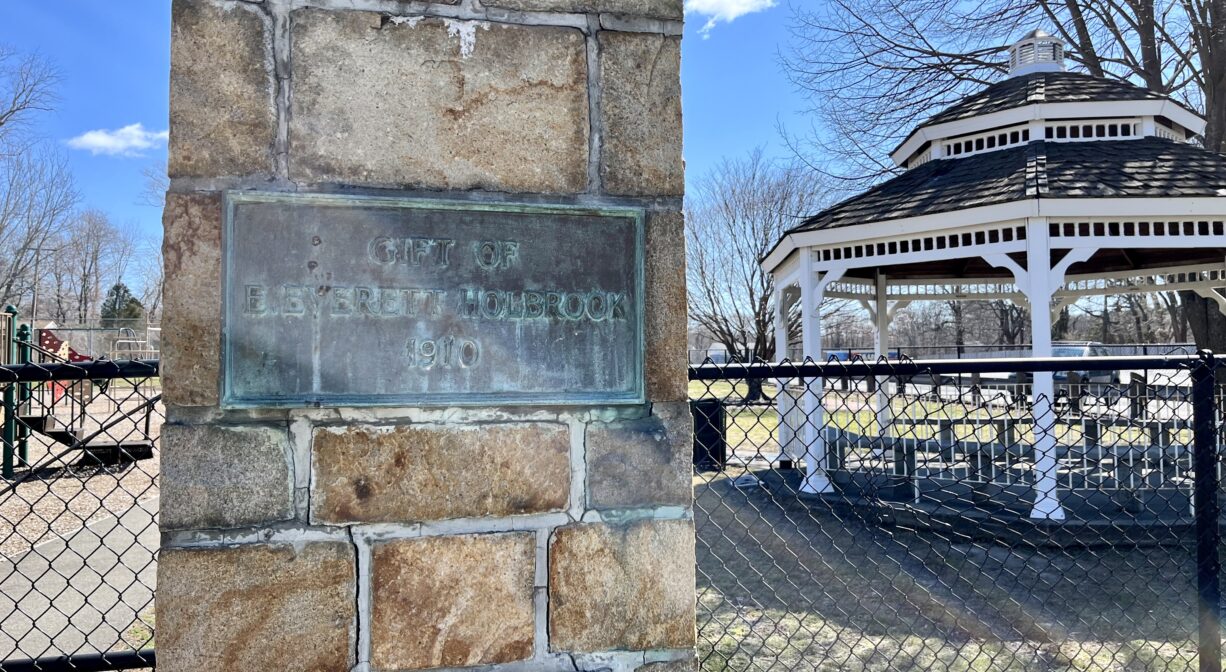 GIFT OF
E. EVERETT HOLBROOK
1910